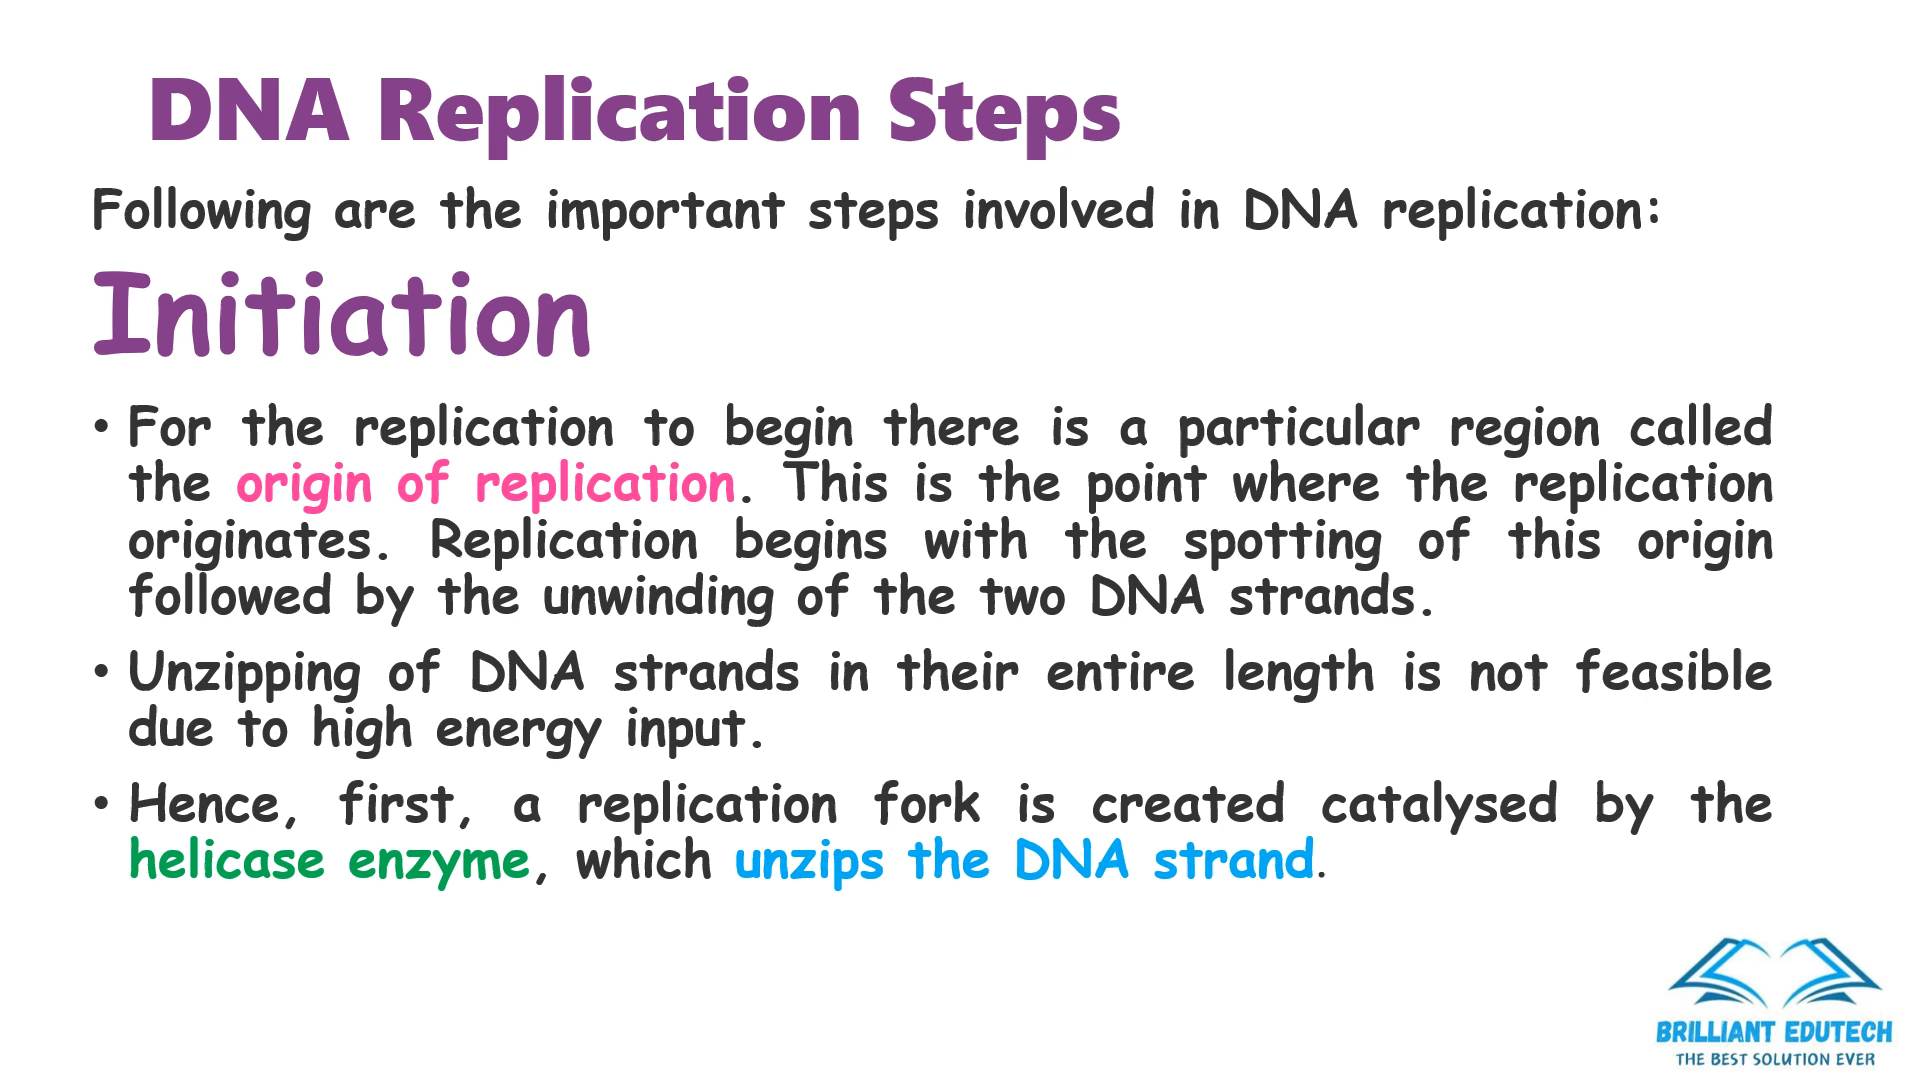 DNA Replication Steps
Following are the important steps involved in DNA replication:
Initiation
• For the replication to begin there is a particular region called
the origin of replication. This is the point where the replication
originates. Replication begins with the spotting of this origin
followed by the unwinding of the two DNA strands.
• Unzipping of DNA strands in their entire length is not feasible
due to high energy input.
• Hence, first, a replication fork is created catalysed by the
helicase enzyme, which unzips the DNA strand.
BRILLIANT EDUTECH
THE BEST SOLUTION EVER